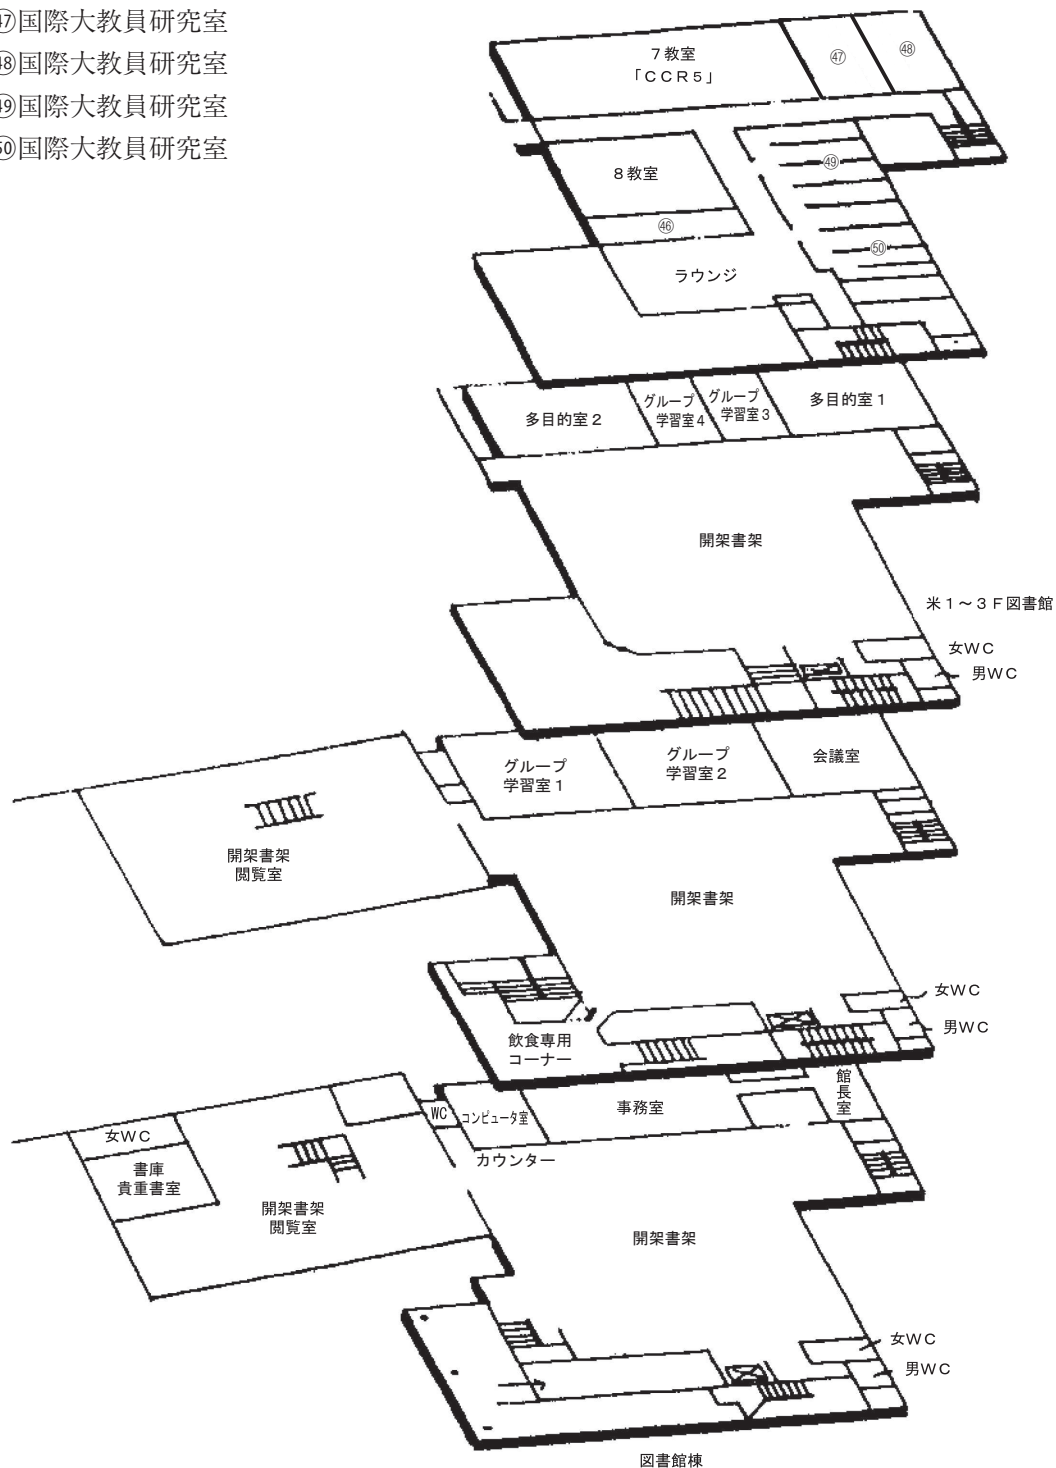 ㊼国際大教員研究室
㊽国際大教員研究室
㊾国際大教員研究室
㊿国際大教員研究室
7教室
「CCR5」
㊼
㊽
8教室
㊾
㊻
㊿
ラウンジ
多目的室2
グループ
学習室4
グループ
学習室3
多目的室1
開架書架
米1~3F図書館
女WC
男WC
グループ
学習室1
グループ
学習室2
会議室
開架書架
閲覧室
開架書架
女WC
男WC
飲食専用
コーナー
館長室
WC
コンピュータ室
事務室
女WC
カウンター
書庫
貴重書室
開架書架
閲覧室
開架書架
女WC
男WC
図書館棟